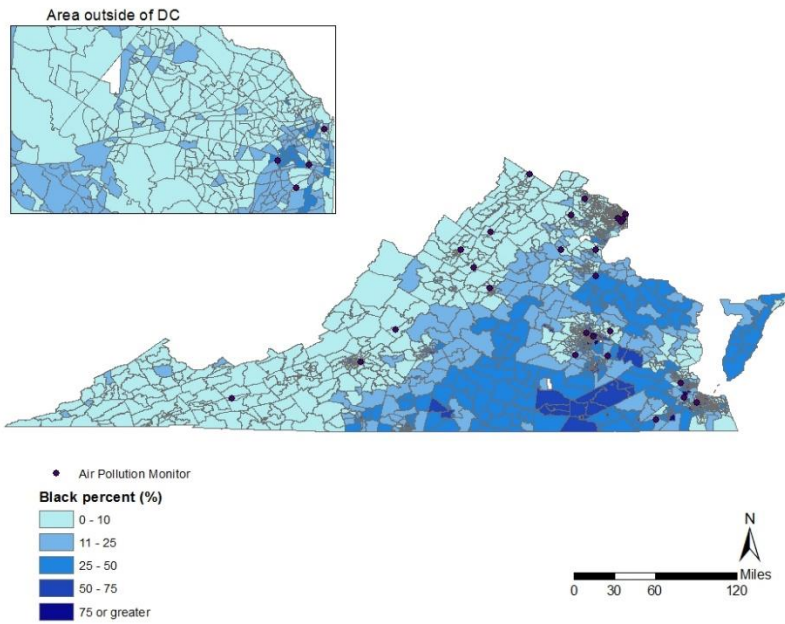 Area outside of DC
Air Pollution Monitor
Black percent (%)
0 - 10
11 - 25
25 - 50
50 - 75
75 or greater
N
Miles
0 30 60 120